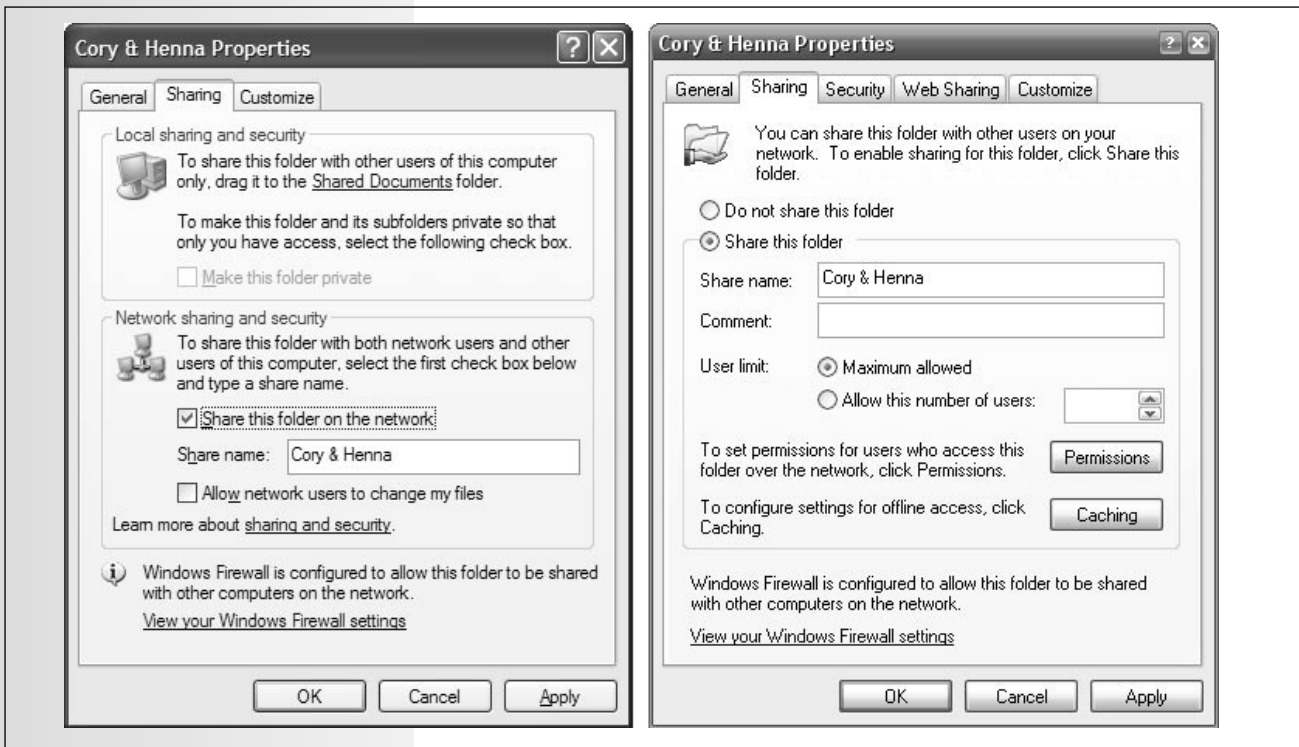 Cory & Henna Properties
General Sharing Customize
Local sharing and security
To share this folder with other users of this computer
only, drag it to the Shared Documents folder.
To make this folder and its subfolders private so that
only you have access, select the following check box.
Make this folder private
Network sharing and security
To share this folder with both network users and other
users of this computer, select the first check box below
and type a share name.
Share this folder on the network
Share name: Cory & Henna
Allow network users to change my files
Learn more about sharing and security.
Windows Firewall is configured to allow this folder to be shared
with other computers on the network.
View your Windows Firewall settings
OK Cancel Apply
Cory & Henna Properties
General Sharing Security Web Sharing Customize
You can share this folder with other users on your
network. To enable sharing for this folder, click Share this
folder.
Do not share this folder
Share this folder
Share name: Cory & Henna
Comment:
User limit: Maximum allowed
Allow this number of users:
To set permissions for users who access this
folder over the network, click Permissions.
Permissions
To configure settings for offline access, click
Caching.
Caching
Windows Firewall is configured to allow this folder to be shared
with other computers on the network.
View your Windows Firewall settings
OK Cancel Apply